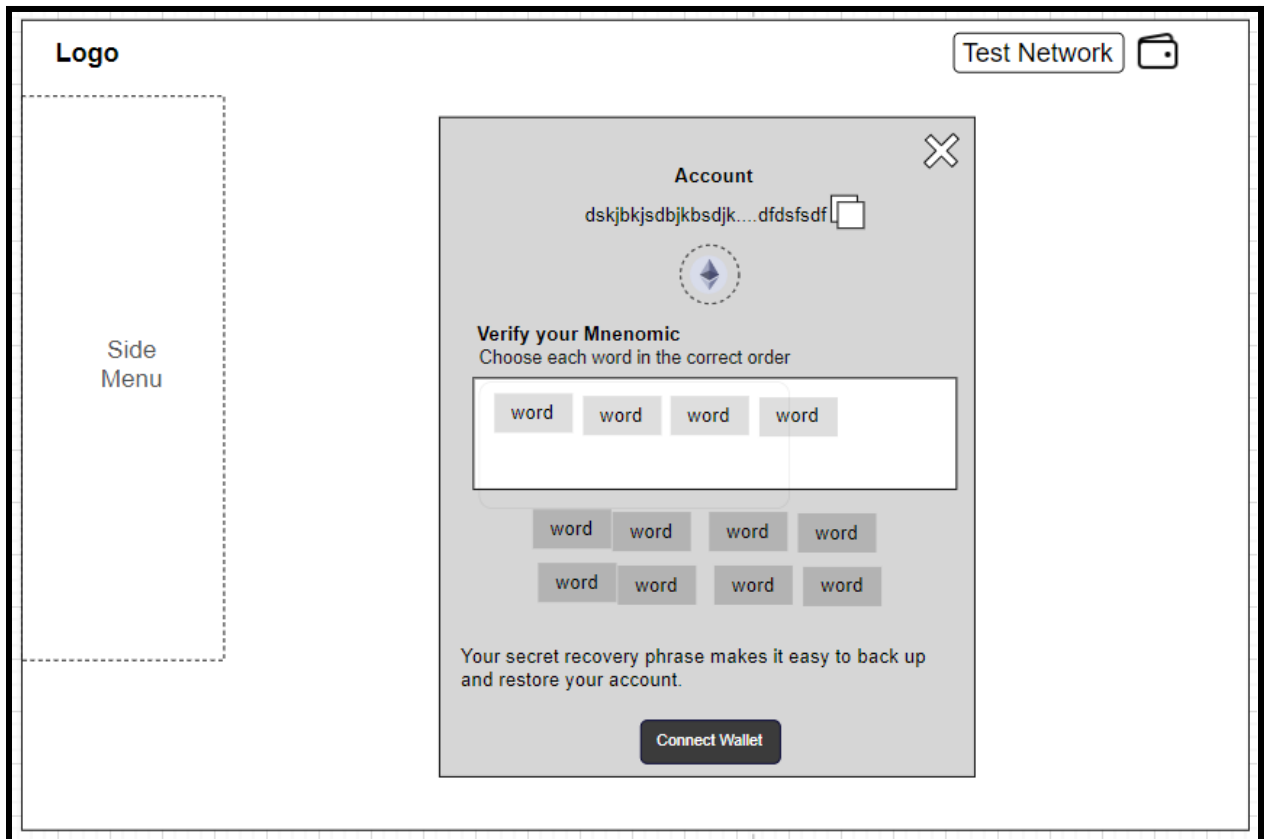 Logo
Test Network
Account
dskjbkjsdbjkbsdjk....dfdsfsdf
Side
Menu
Verify your Mnenomic
Choose each word in the correct order
word word word word
word word word word
word word word word
Your secret recovery phrase makes it easy to back up
and restore your account.
Connect Wallet